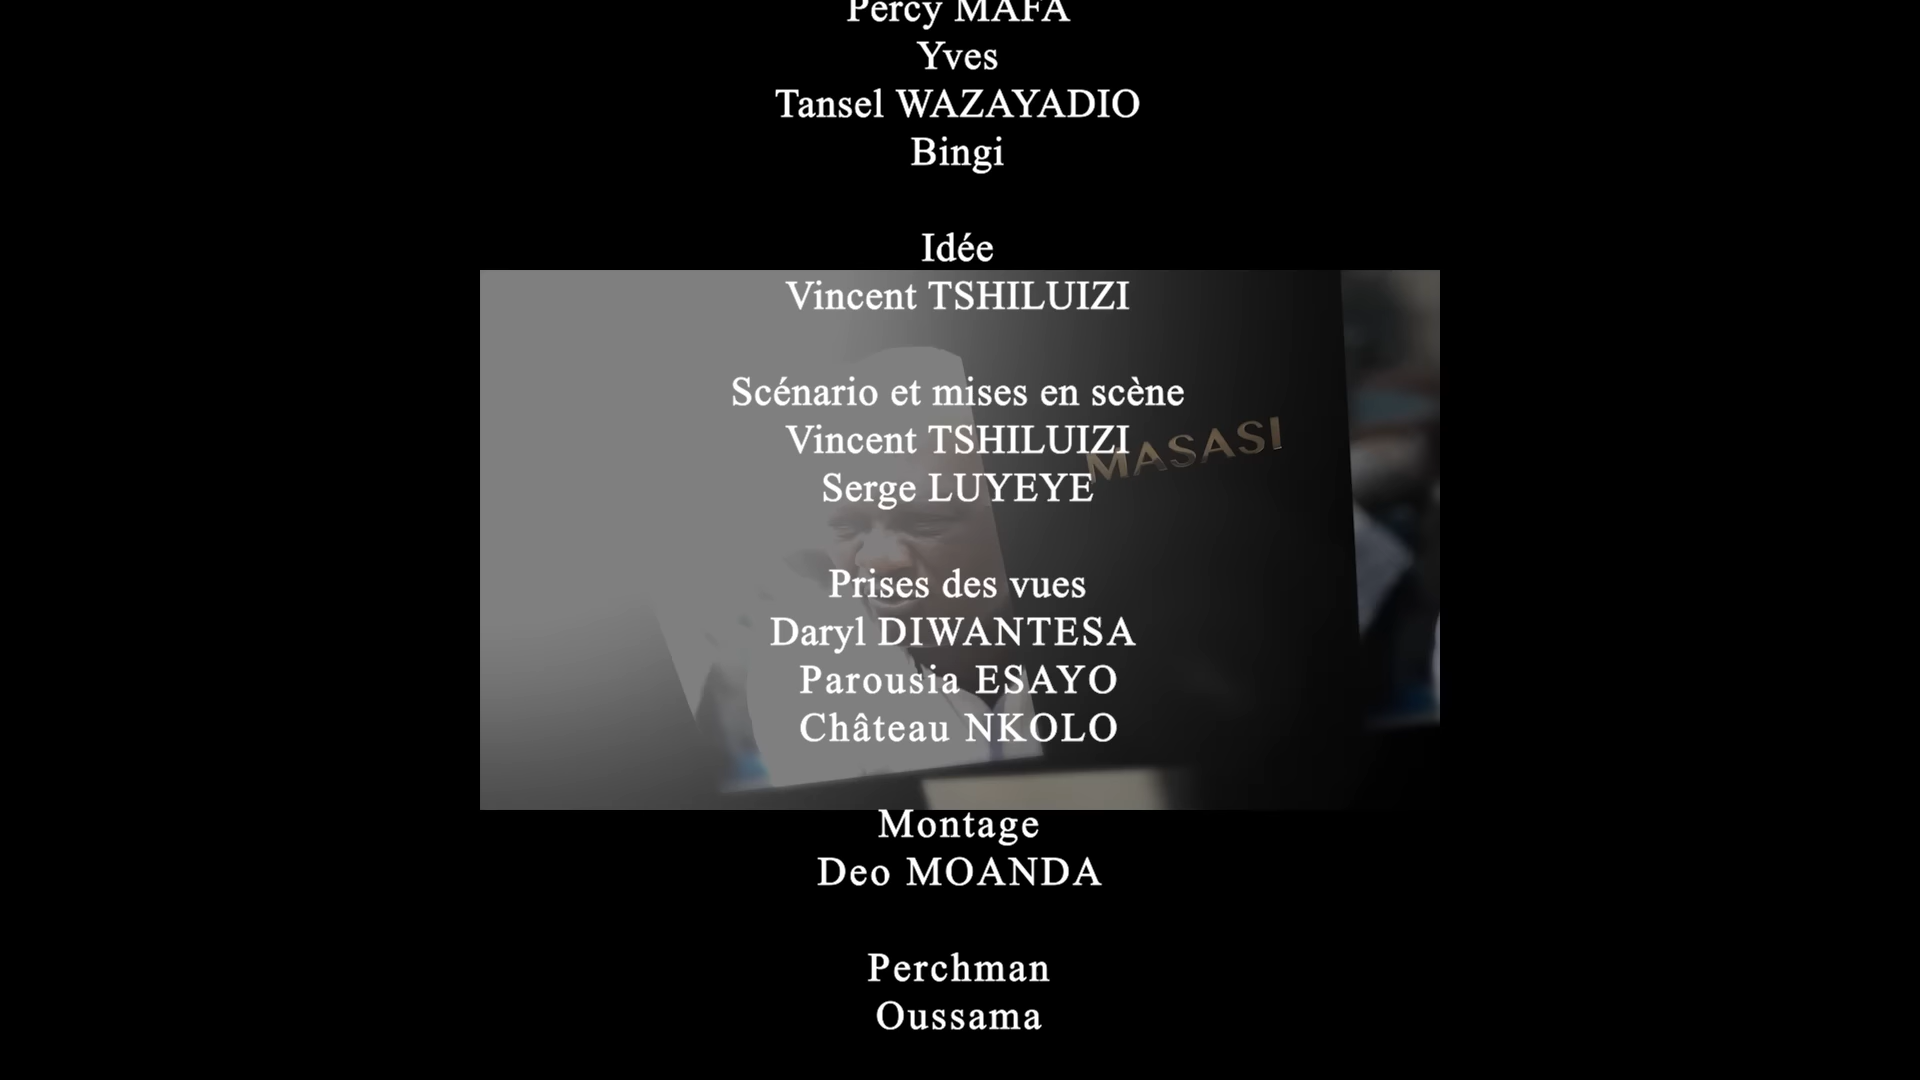 Percy MAFA
Yves
Tansel WAZAYADIO
Bingi
Idée
Vincent TSHILUIZI
Scénario et mises en scène
Vincent TSHILUIZI
MASASI
Serge LUYEYE
Prises des vues
Daryl DIWANTESA
Parousia ESAYO
Château NKOLO
Montage
Deo MOANDA
Perchman
Oussama